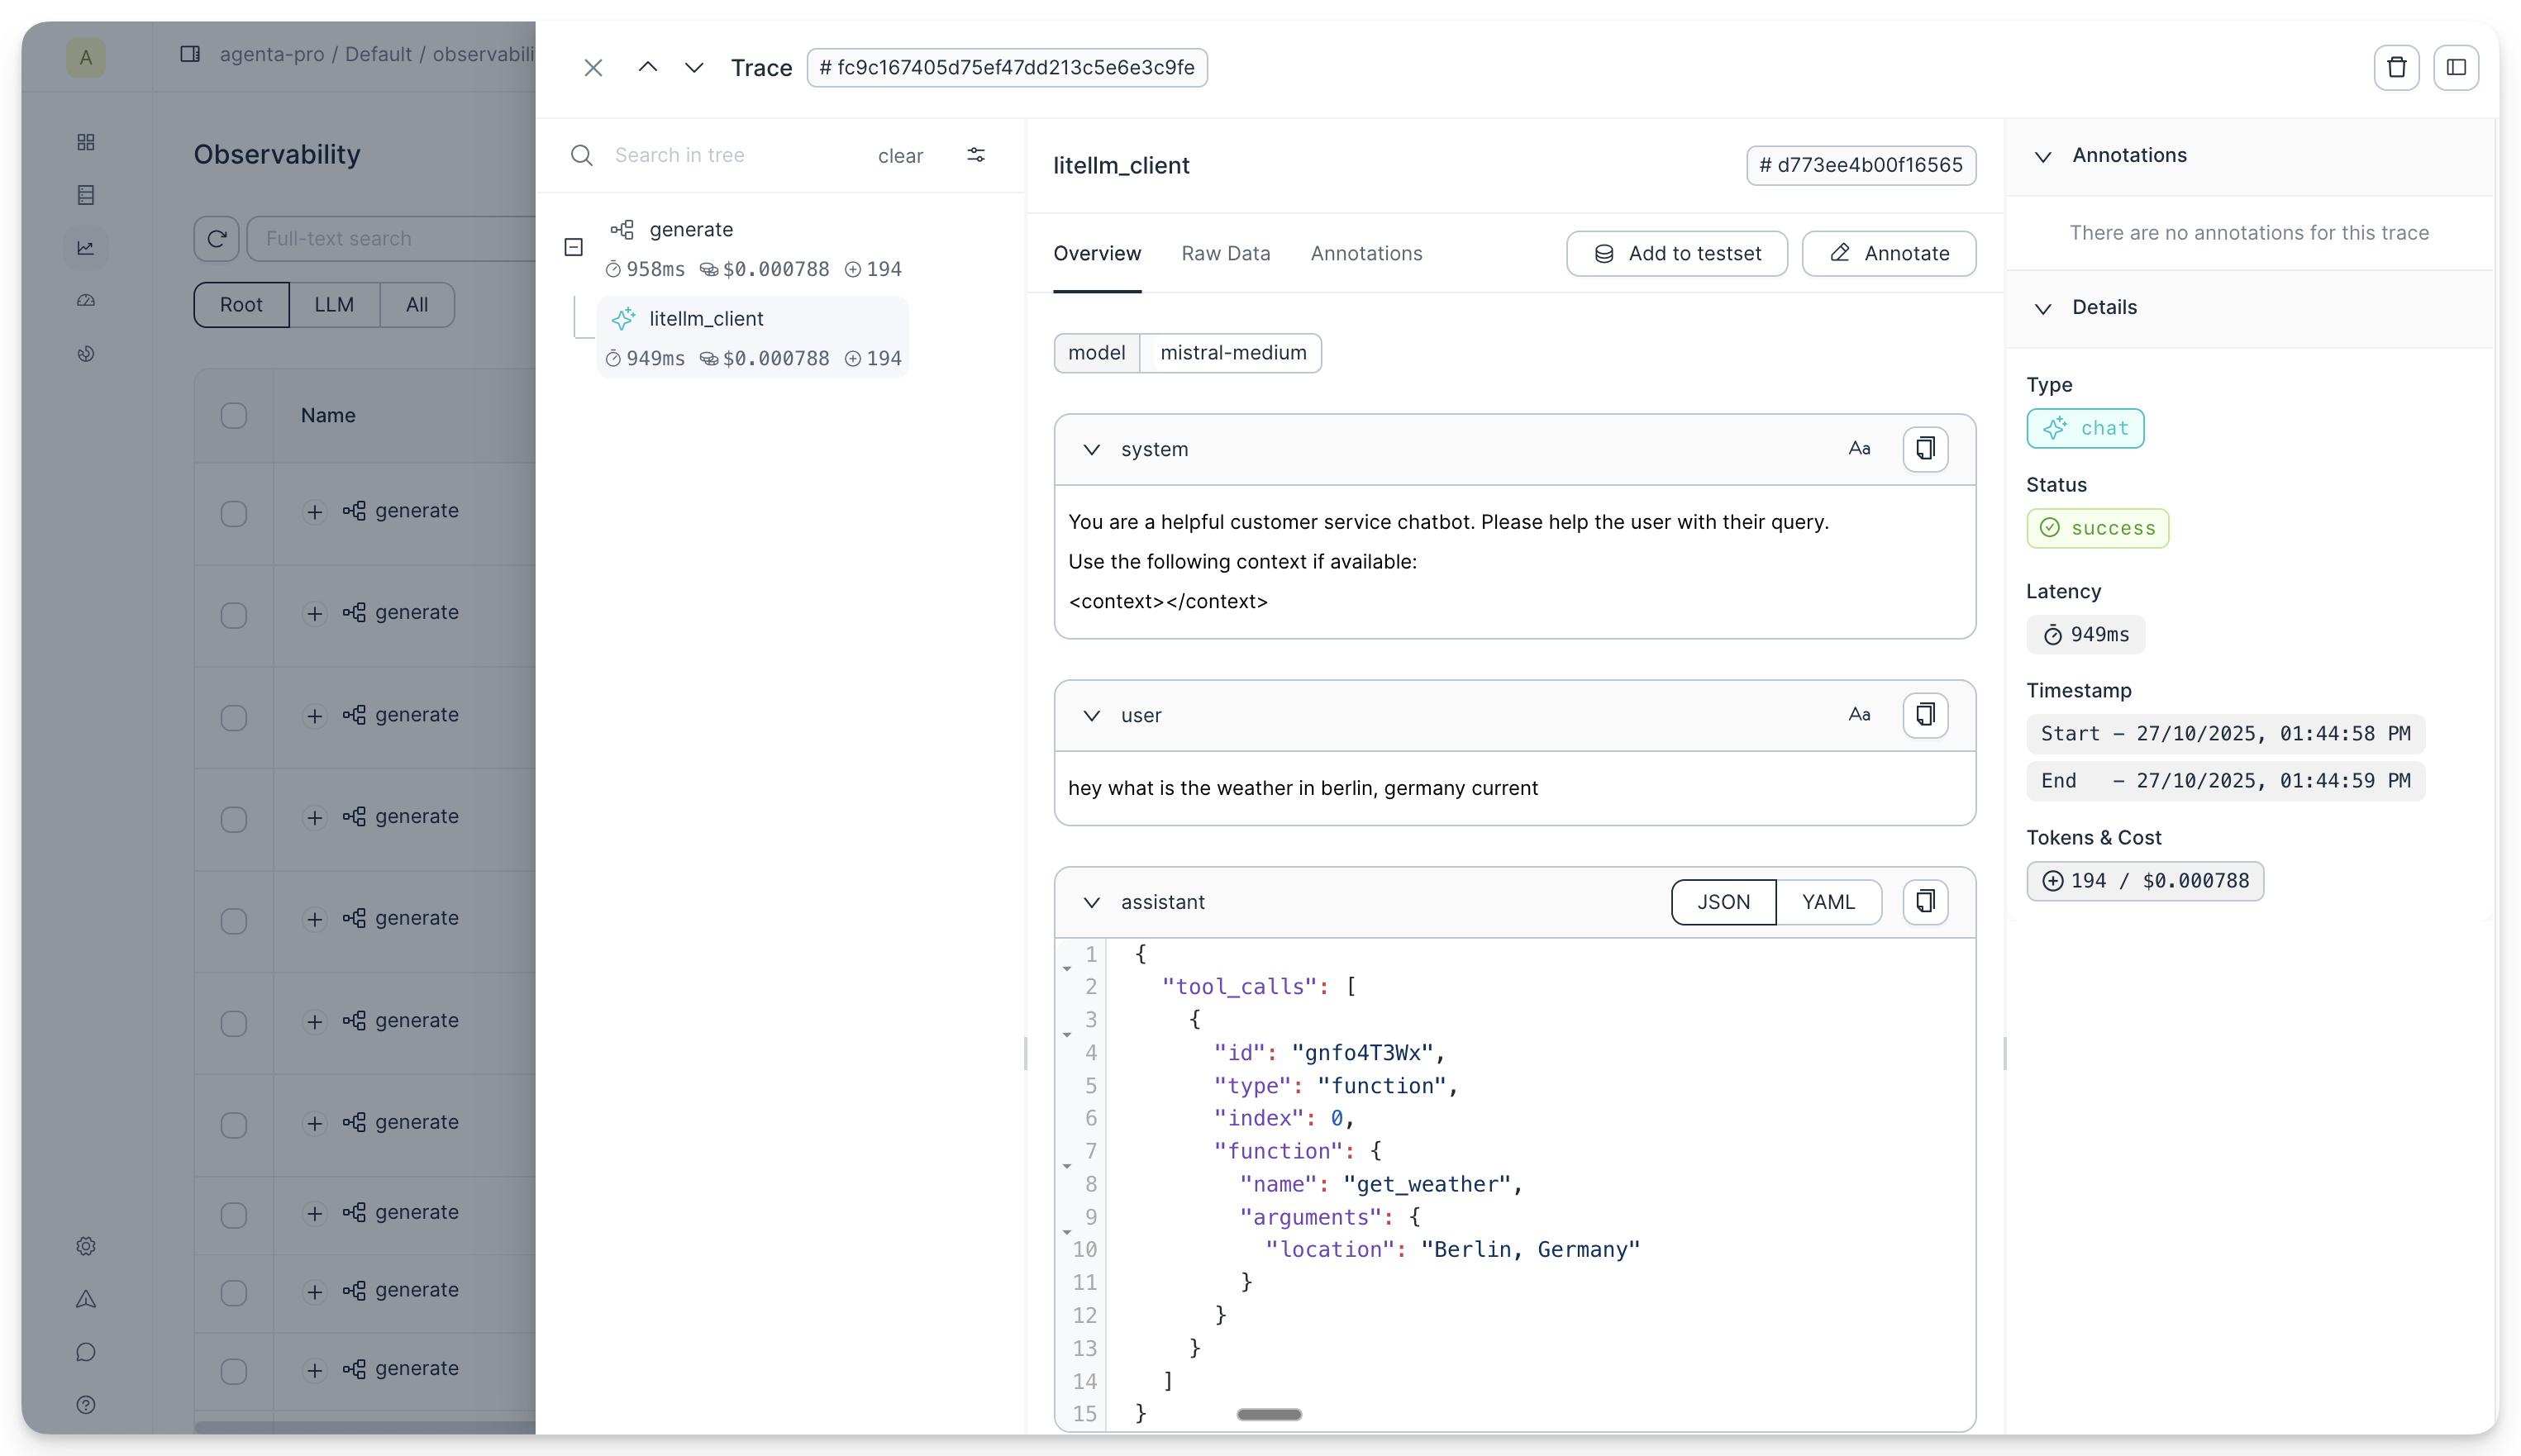 A
agenta-pro / Default / observabili
Observability
Full-text search
Root LLM All
Name
generate
generate
generate
generate
generate
generate
generate
generate
generate
generate
Trace # fc9c167405d75ef47dd213c5e6e3c9fe
Search in tree clear
generate
958ms $0.000788 194
litellm_client
949ms $0.000788 194
litellm_client # d773ee4b00f16565
Overview Raw Data Annotations Add to testset Annotate
model mistral-medium
system Aa
You are a helpful customer service chatbot. Please help the user with their query.
Use the following context if available:
<context></context>
user Aa
hey what is the weather in berlin, germany current
assistant JSON YAML
1 {
2 "tool_calls": [
3 {
4 "id": "gnfo4T3Wx",
5 "type": "function",
6 "index": 0,
7 "function": {
8 "name": "get_weather",
9 "arguments": {
10 "location": "Berlin, Germany"
11 }
12 }
13 }
14 ]
15 }
Annotations
There are no annotations for this trace
Details
Type
chat
Status
success
Latency
949ms
Timestamp
Start – 27/10/2025, 01:44:58 PM
End – 27/10/2025, 01:44:59 PM
Tokens & Cost
194 / $0.000788